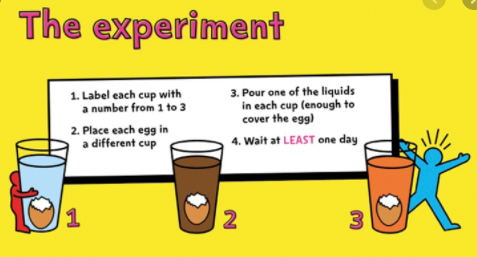 The experiment
1. Label each cup with
a number from 1 to 3
2. Place each egg in
a different cup
3. Pour one of the liquids
in each cup (enough to
cover the egg)
4. Wait at LEAST one day
1
2
3